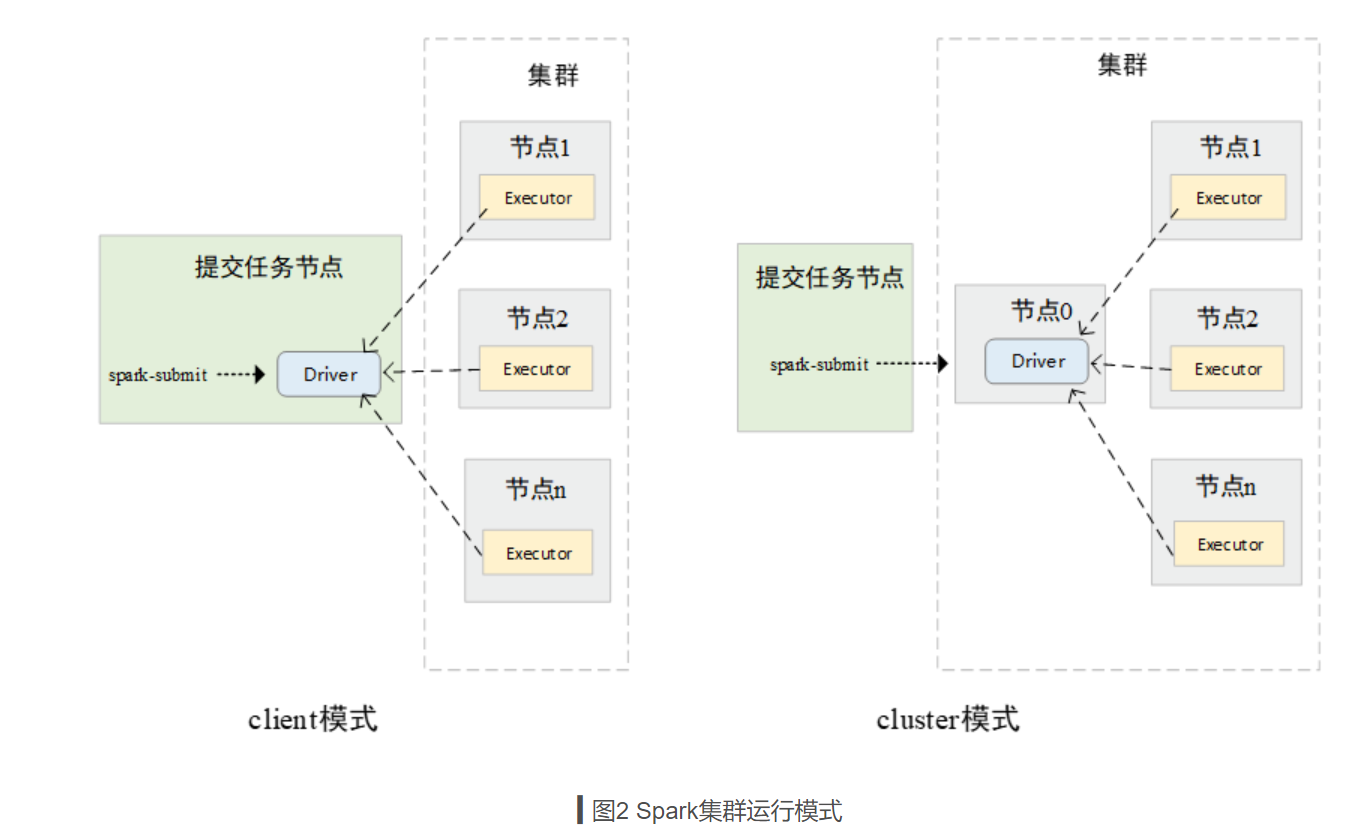 集群
节点1
Executor
提交任务节点
节点2
spark-submit
Driver
Executor
节点n
Executor
client模式
集群
节点1
Executor
提交任务节点
节点0
节点2
spark-submit
Driver
Executor
节点n
Executor
cluster模式
图2 Spark集群运行模式